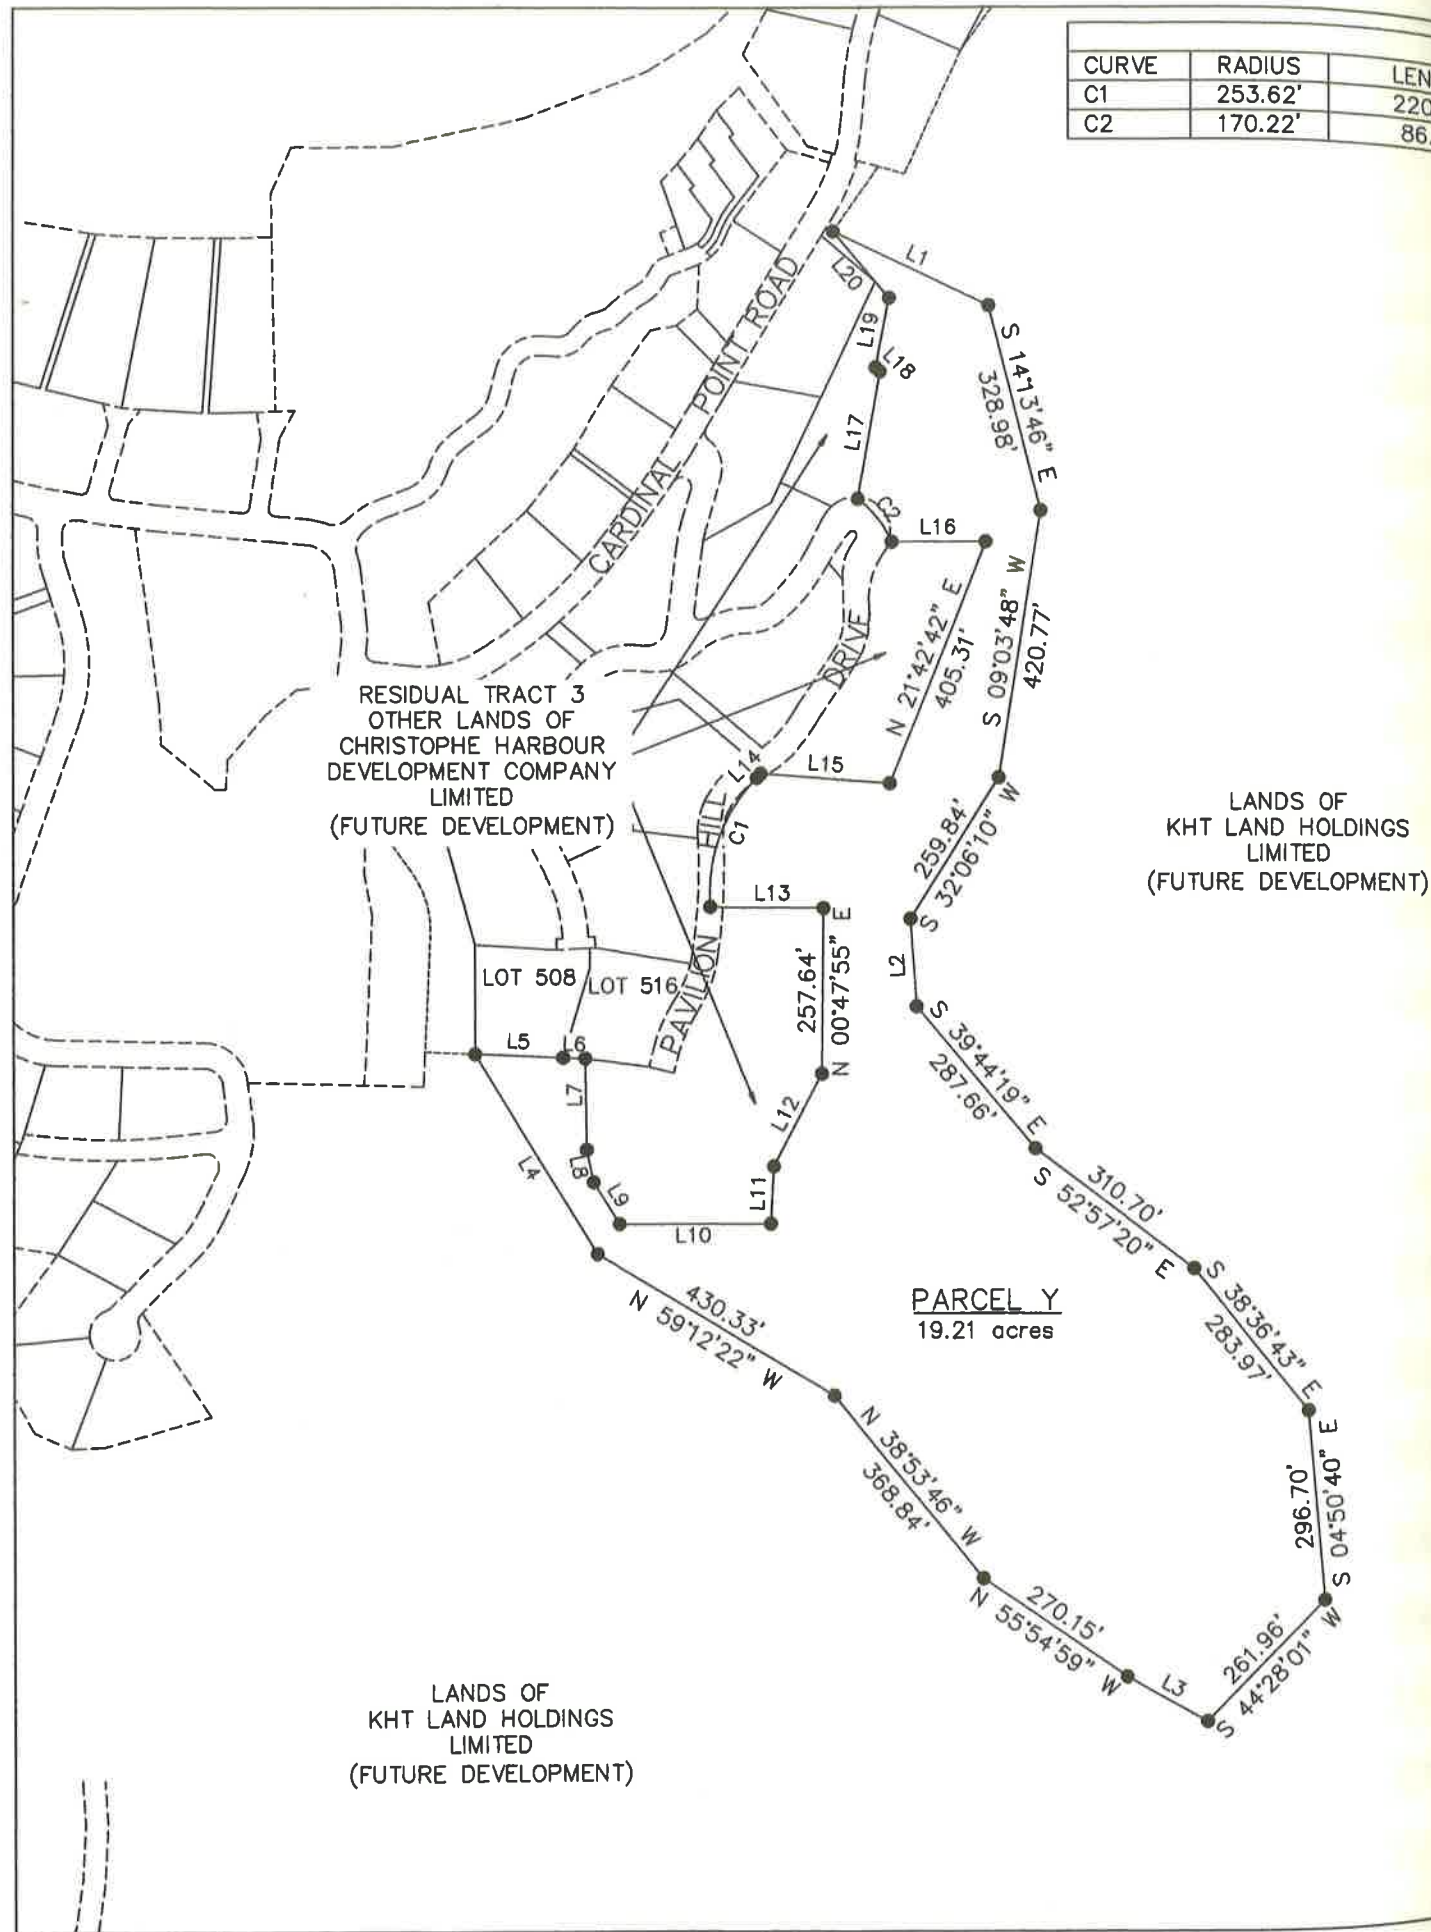 CURVE RADIUS
C1 253.62'
C2 170.22'
L1
L20
L19
L18
L17
S 14°13'46" E
328.98'
CARDINAL POINT ROAD
C2
L16
S 09°03'48" W
420.77'
N 21°42'42" E
405.31'
RESIDUAL TRACT 3
OTHER LANDS OF
CHRISTOPHE HARBOUR
DEVELOPMENT COMPANY
LIMITED
(FUTURE DEVELOPMENT)
PAVILION HILL DRIVE
L14
L15
C1
259.84'
S 32°06'10" W
LANDS OF
KHT LAND HOLDINGS
LIMITED
(FUTURE DEVELOPMENT)
L13
257.64'
N 00°47'55" E
L2
LOT 508
LOT 516
L5
L6
L7
L8
L9
L4
L10
L11
L12
S 39°44'19" E
287.66'
310.70'
S 52°57'20" E
PARCEL Y
19.21 acres
S 38°36'43" E
283.97'
430.33'
N 59°12'22" W
N 38°53'46" W
368.84'
296.70'
S 04°50'40" E
270.15'
N 55°54'59" W
L3
261.96'
S 44°28'01" W
LANDS OF
KHT LAND HOLDINGS
LIMITED
(FUTURE DEVELOPMENT)